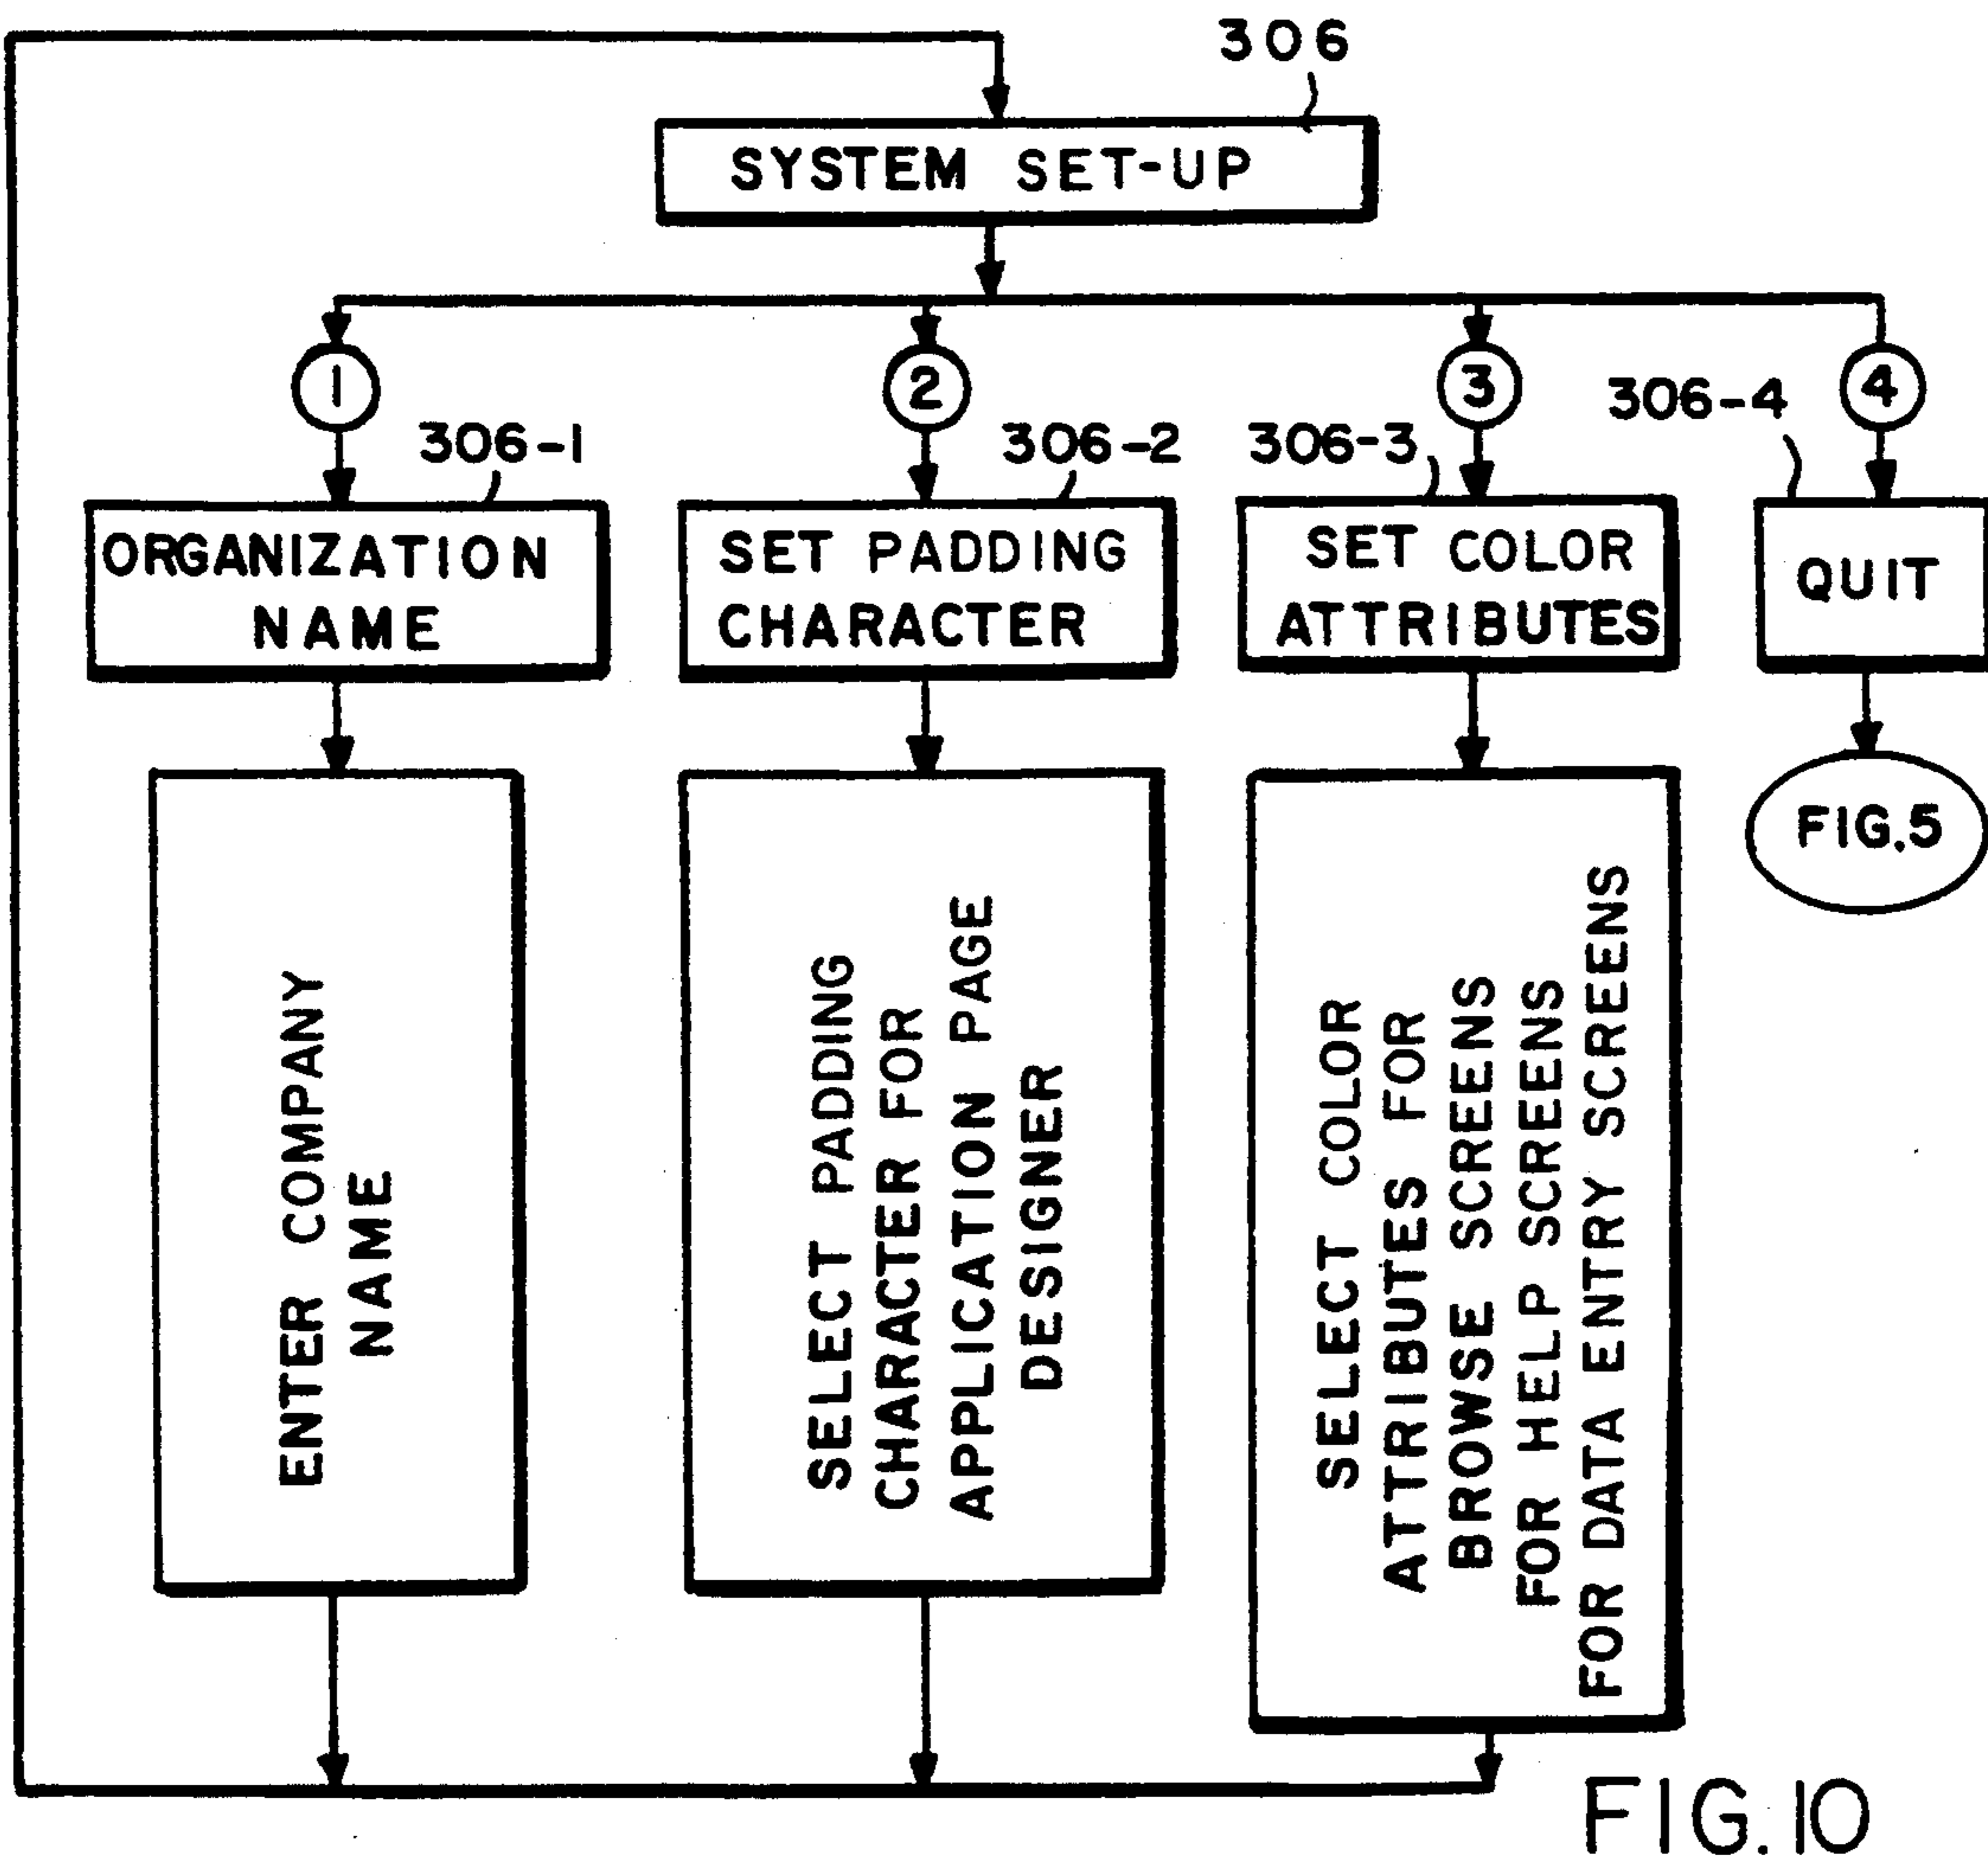 306
SYSTEM SET-UP
1
2
3
4
306-1
306-2
306-3
306-4
ORGANIZATION
NAME
SET PADDING
CHARACTER
SET COLOR
ATTRIBUTES
QUIT
ENTER COMPANY
NAME
SELECT PADDING
CHARACTER FOR
APPLICATION PAGE
DESIGNER
SELECT COLOR
ATTRIBUTES FOR
BROWSE SCREENS
FOR HELP SCREENS
FOR DATA ENTRY SCREENS
FIG.5
FIG.10